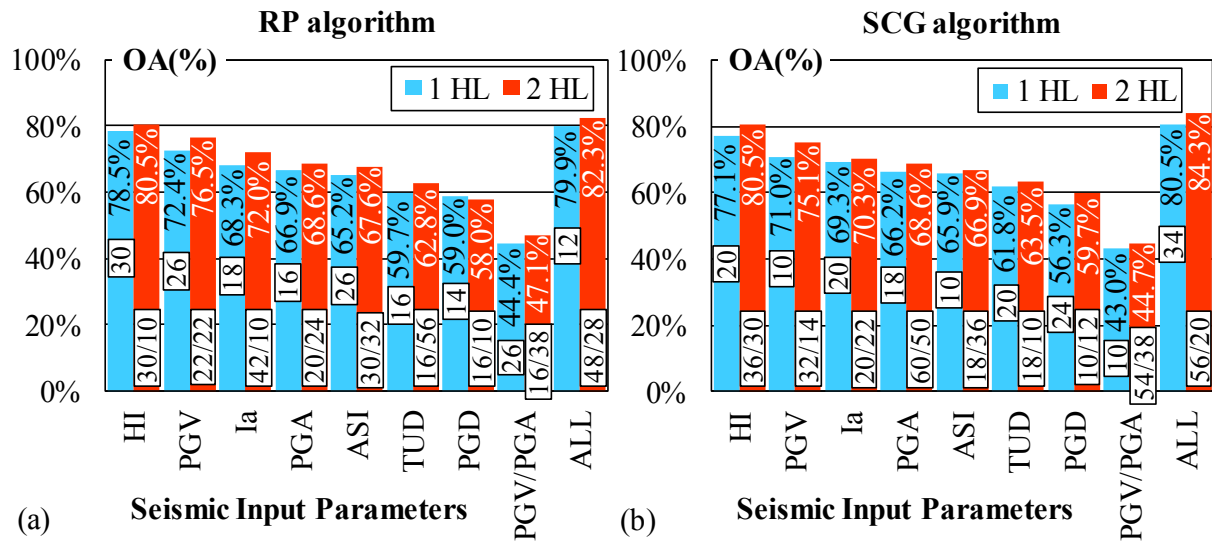 RP algorithm
100%
80%
60%
40%
20%
0%
OA(%)
1 HL
2 HL
78.5%
80.5%
72.4%
76.5%
68.3%
72.0%
66.9%
68.6%
65.2%
67.6%
59.7%
62.8%
59.0%
58.0%
44.4%
47.1%
79.9%
82.3%
30
30/10
26
22/22
18
42/10
16
20/24
26
30/32
16
16/56
14
16/10
26
16/38
12
48/28
HI
PGV
Ia
PGA
ASI
TUD
PGD
PGV/PGA
ALL
(a)
Seismic Input Parameters
SCG algorithm
100%
80%
60%
40%
20%
0%
OA(%)
1 HL
2 HL
77.1%
80.5%
71.0%
75.1%
69.3%
70.3%
66.2%
68.6%
65.9%
66.9%
61.8%
63.5%
56.3%
59.7%
43.0%
44.7%
80.5%
84.3%
20
36/30
10
32/14
20
20/22
18
60/50
10
18/36
20
18/10
24
10/12
10
54/38
34
56/20
HI
PGV
Ia
PGA
ASI
TUD
PGD
PGV/PGA
ALL
(b)
Seismic Input Parameters